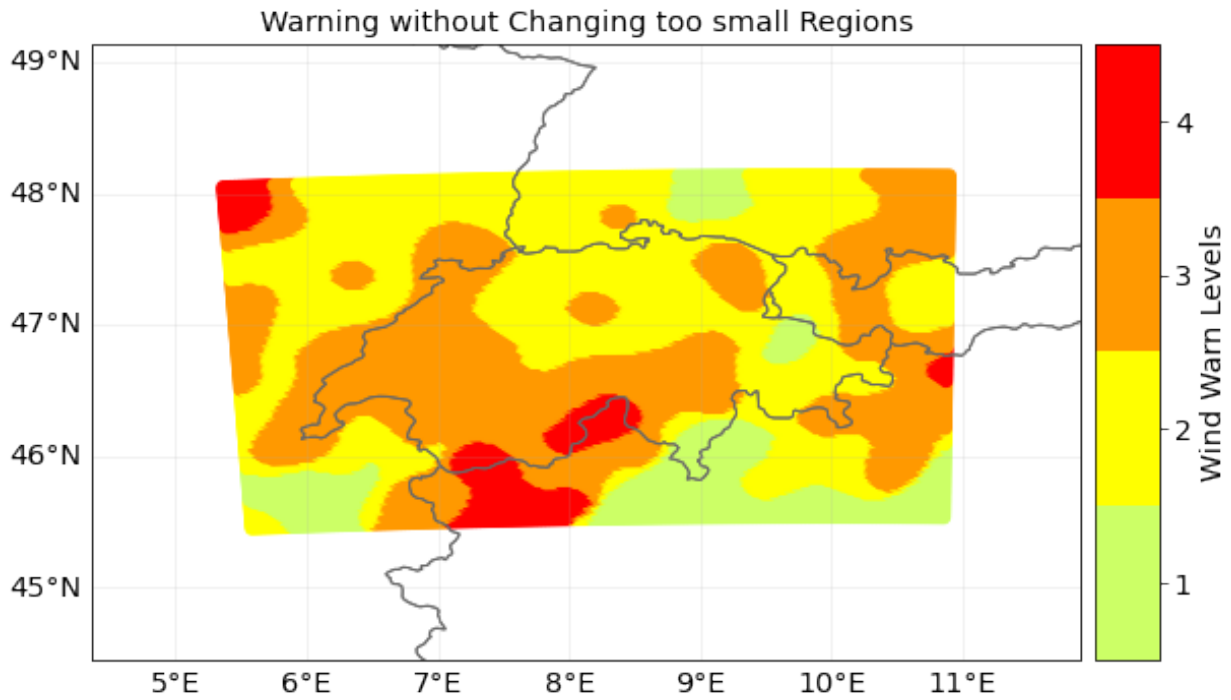 Warning without Changing too small Regions
49°N
48°N
47°N
46°N
45°N
5°E 6°E 7°E 8°E 9°E 10°E 11°E
4
3
2
1
Wind Warn Levels